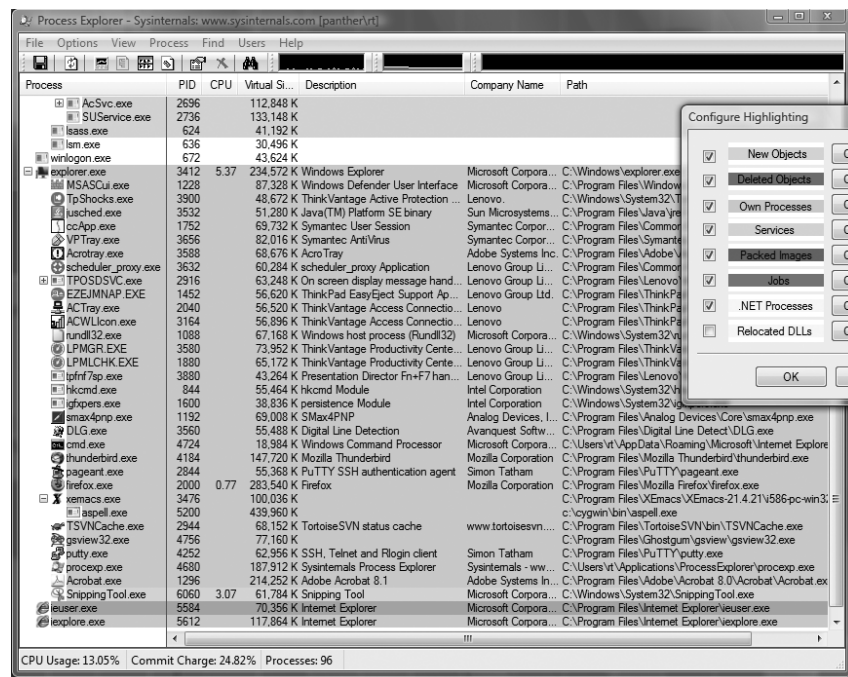 Process Explorer - Sysinternals: www.sysinternals.com [panther\rt]
File Options View Process Find Users Help
Process PID CPU Virtual Si... Description Company Name Path
AcSvc.exe 2696 112,848 K
SUService.exe 2736 133,148 K
lsass.exe 624 41,192 K
lsm.exe 636 30,496 K
winlogon.exe 672 43,624 K
explorer.exe 3412 5.37 234,572 K Windows Explorer Microsoft Corpora... C:\Windows\explorer.exe
MSASCui.exe 1228 87,328 K Windows Defender User Interface Microsoft Corpora... C:\Program Files\Window
TpShocks.exe 3900 48,672 K ThinkVantage Active Protection ... Lenovo. C:\Windows\System32\T
jusched.exe 3532 51,280 K Java(TM) Platform SE binary Sun Microsystems... C:\Program Files\Java\jre
ccApp.exe 1752 69,732 K Symantec User Session Symantec Corpor... C:\Program Files\Common
VPTray.exe 3656 82,016 K Symantec AntiVirus Symantec Corpor... C:\Program Files\Symante
Acrotray.exe 3588 68,676 K AcroTray Adobe Systems Inc. C:\Program Files\Adobe\
scheduler_proxy.exe 3632 60,284 K scheduler_proxy Application Lenovo Group Li... C:\Program Files\Common
TPOSDSVC.exe 2916 63,248 K On screen display message hand... Lenovo Group Li... C:\Program Files\Lenovo\
EZEJMNAP.EXE 1452 56,620 K ThinkPad EasyEject Support Ap... Lenovo Group Ltd. C:\Program Files\ThinkPa
ACTray.exe 2040 56,520 K ThinkVantage Access Connectio... Lenovo C:\Program Files\ThinkPa
ACWLIcon.exe 3164 56,896 K ThinkVantage Access Connectio... Lenovo C:\Program Files\ThinkPa
rundll32.exe 1088 67,168 K Windows host process (Rundll32) Microsoft Corpora... C:\Windows\System32\ru
LPMGR.EXE 3580 73,952 K ThinkVantage Productivity Cente... Lenovo Group Li... C:\Program Files\ThinkVa
LPMLCHK.EXE 1880 65,172 K ThinkVantage Productivity Cente... Lenovo Group Li... C:\Program Files\ThinkVa
tpfnf7sp.exe 3880 43,264 K Presentation Director Fn+F7 han... Lenovo Group Li... C:\Program Files\Lenovo\
hkcmd.exe 844 55,464 K hkcmd Module Intel Corporation C:\Windows\System32\h
igfxpers.exe 1600 38,836 K persistence Module Intel Corporation C:\Windows\System32\ig
smax4pnp.exe 1192 69,008 K SMax4PNP Analog Devices, I... C:\Program Files\Analog Devices\Core\smax4pnp.exe
DLG.exe 3560 55,488 K Digital Line Detection Avanquest Softw... C:\Program Files\Digital Line Detect\DLG.exe
cmd.exe 4724 18,984 K Windows Command Processor Microsoft Corpora... C:\Users\rt\AppData\Roaming\Microsoft\Internet Explore
thunderbird.exe 4184 147,720 K Mozilla Thunderbird Mozilla Corporation C:\Program Files\Mozilla Thunderbird\thunderbird.exe
pageant.exe 2844 55,368 K PuTTY SSH authentication agent Simon Tatham C:\Program Files\PuTTY\pageant.exe
firefox.exe 2000 0.77 283,540 K Firefox Mozilla Corporation C:\Program Files\Mozilla Firefox\firefox.exe
xemacs.exe 3476 100,036 K C:\Program Files\XEmacs\XEmacs-21.4.21\i586-pc-win32
aspell.exe 5200 439,960 K c:\cygwin\bin\aspell.exe
TSVNCache.exe 2944 68,152 K TortoiseSVN status cache www.tortoisesvn.... C:\Program Files\TortoiseSVN\bin\TSVNCache.exe
gsview32.exe 4756 77,160 K C:\Program Files\Ghostgum\gsview\gsview32.exe
putty.exe 4252 62,956 K SSH, Telnet and Rlogin client Simon Tatham C:\Program Files\PuTTY\putty.exe
procexp.exe 4680 187,912 K Sysinternals Process Explorer Sysinternals - ww... C:\Users\rt\Applications\ProcessExplorer\procexp.exe
Acrobat.exe 1296 214,252 K Adobe Acrobat 8.1 Adobe Systems In... C:\Program Files\Adobe\Acrobat 8.0\Acrobat\Acrobat.ex
SnippingTool.exe 6060 3.07 61,784 K Snipping Tool Microsoft Corpora... C:\Windows\System32\SnippingTool.exe
ieuser.exe 5584 70,356 K Internet Explorer Microsoft Corpora... C:\Program Files\Internet Explorer\ieuser.exe
iexplore.exe 5612 117,864 K Internet Explorer Microsoft Corpora... C:\Program Files\Internet Explorer\iexplore.exe
Configure Highlighting
New Objects
Deleted Objects
Own Processes
Services
Packed Images
Jobs
.NET Processes
Relocated DLLs
OK
CPU Usage: 13.05% Commit Charge: 24.82% Processes: 96